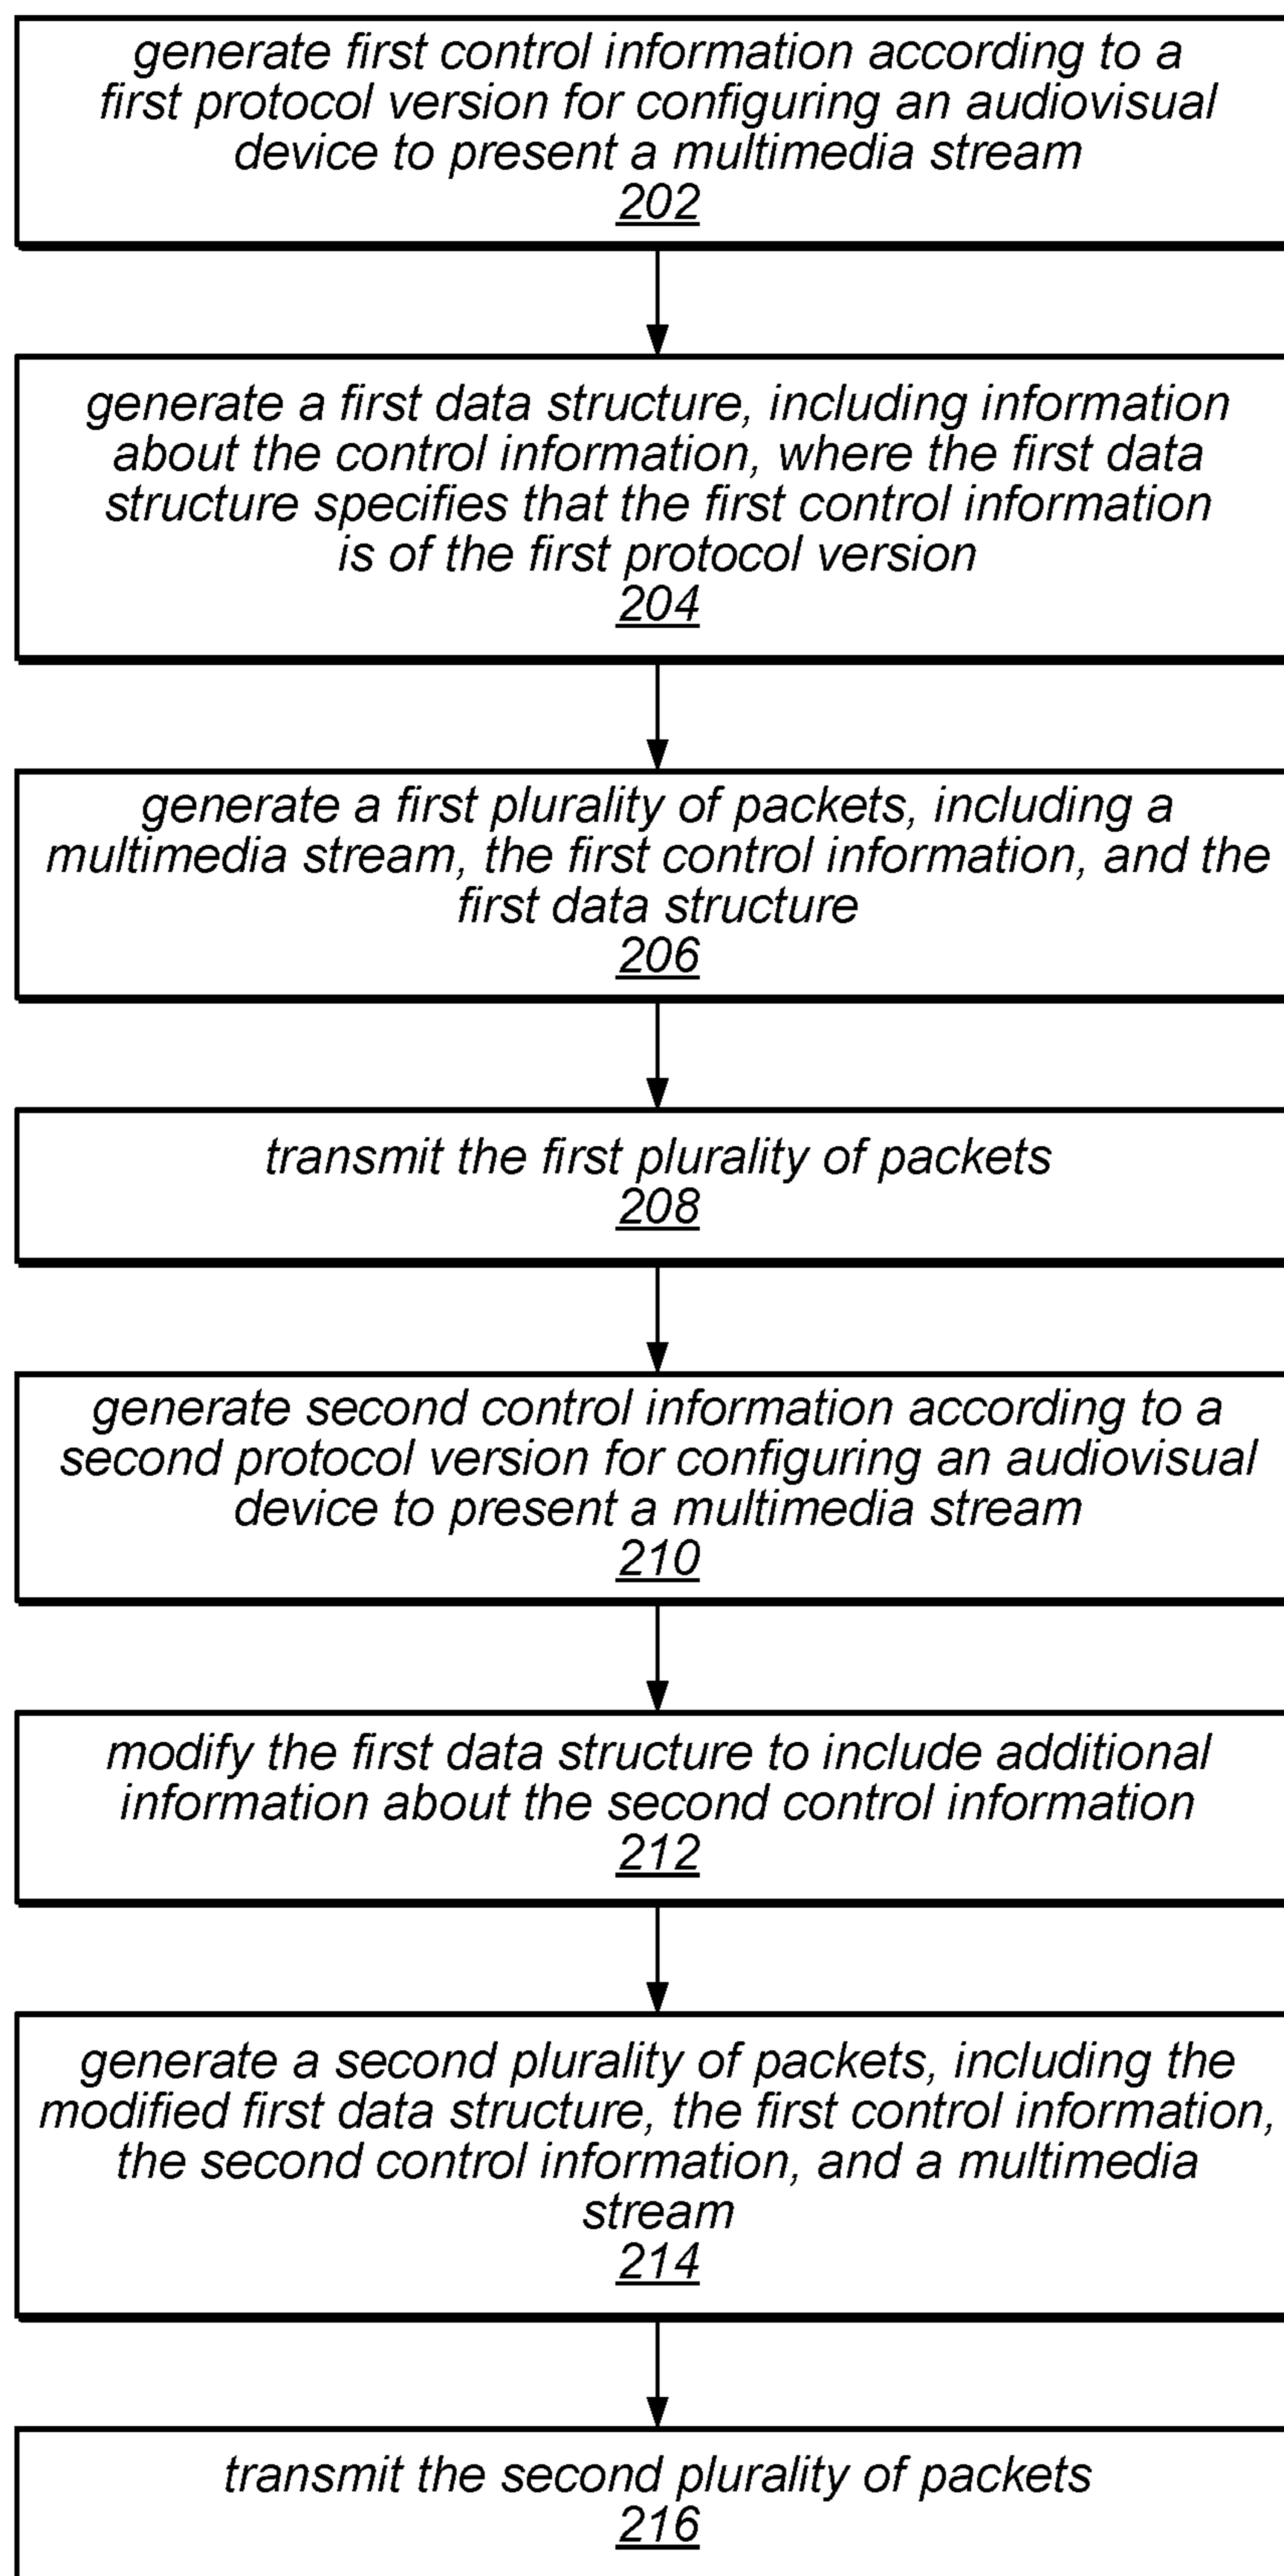 generate first control information according to a
first protocol version for configuring an audiovisual
device to present a multimedia stream
202
generate a first data structure, including information
about the control information, where the first data
structure specifies that the first control information
is of the first protocol version
204
generate a first plurality of packets, including a
multimedia stream, the first control information, and the
first data structure
206
transmit the first plurality of packets
208
generate second control information according to a
second protocol version for configuring an audiovisual
device to present a multimedia stream
210
modify the first data structure to include additional
information about the second control information
212
generate a second plurality of packets, including the
modified first data structure, the first control information,
the second control information, and a multimedia
stream
214
transmit the second plurality of packets
216